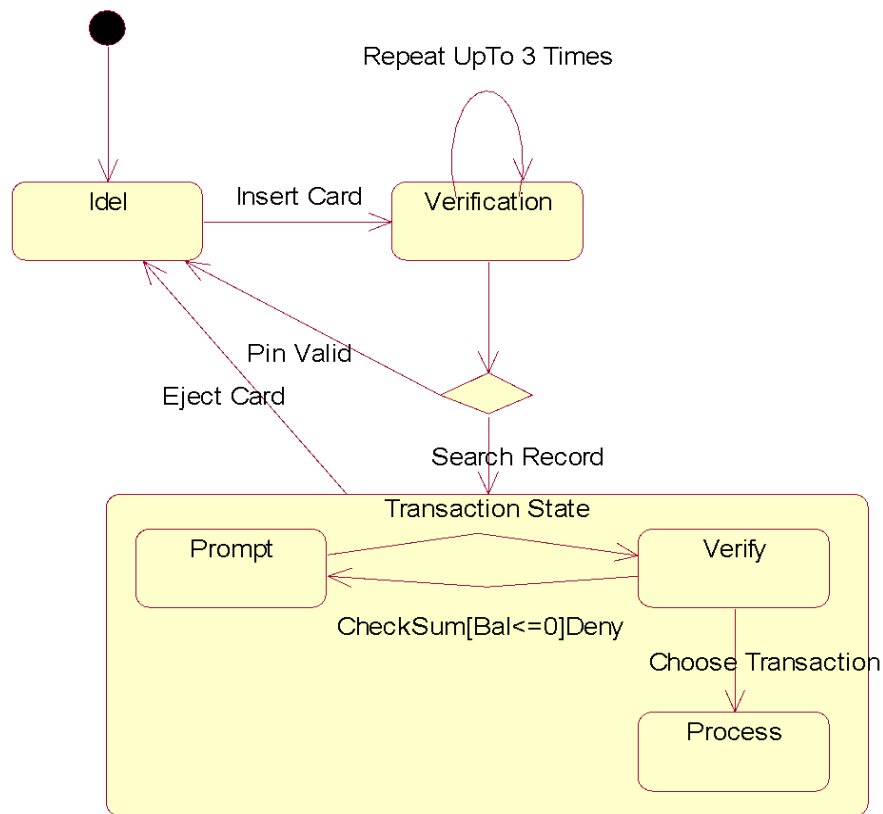 Repeat UpTo 3 Times
Idel
Insert Card
Verification
Pin Valid
Eject Card
Search Record
Transaction State
Prompt
Verify
CheckSum[Bal<=0]Deny
Choose Transaction
Process